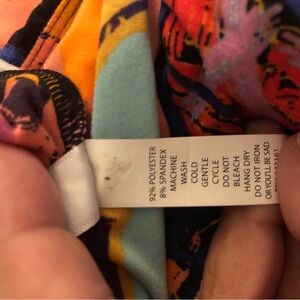 92% POLYESTER
8% SPANDEX
MACHINE
WASH
COLD
GENTLE
CYCLE
DO NOT
BLEACH
HANG DRY
DO NOT IRON
OR YOU'LL BE SAD